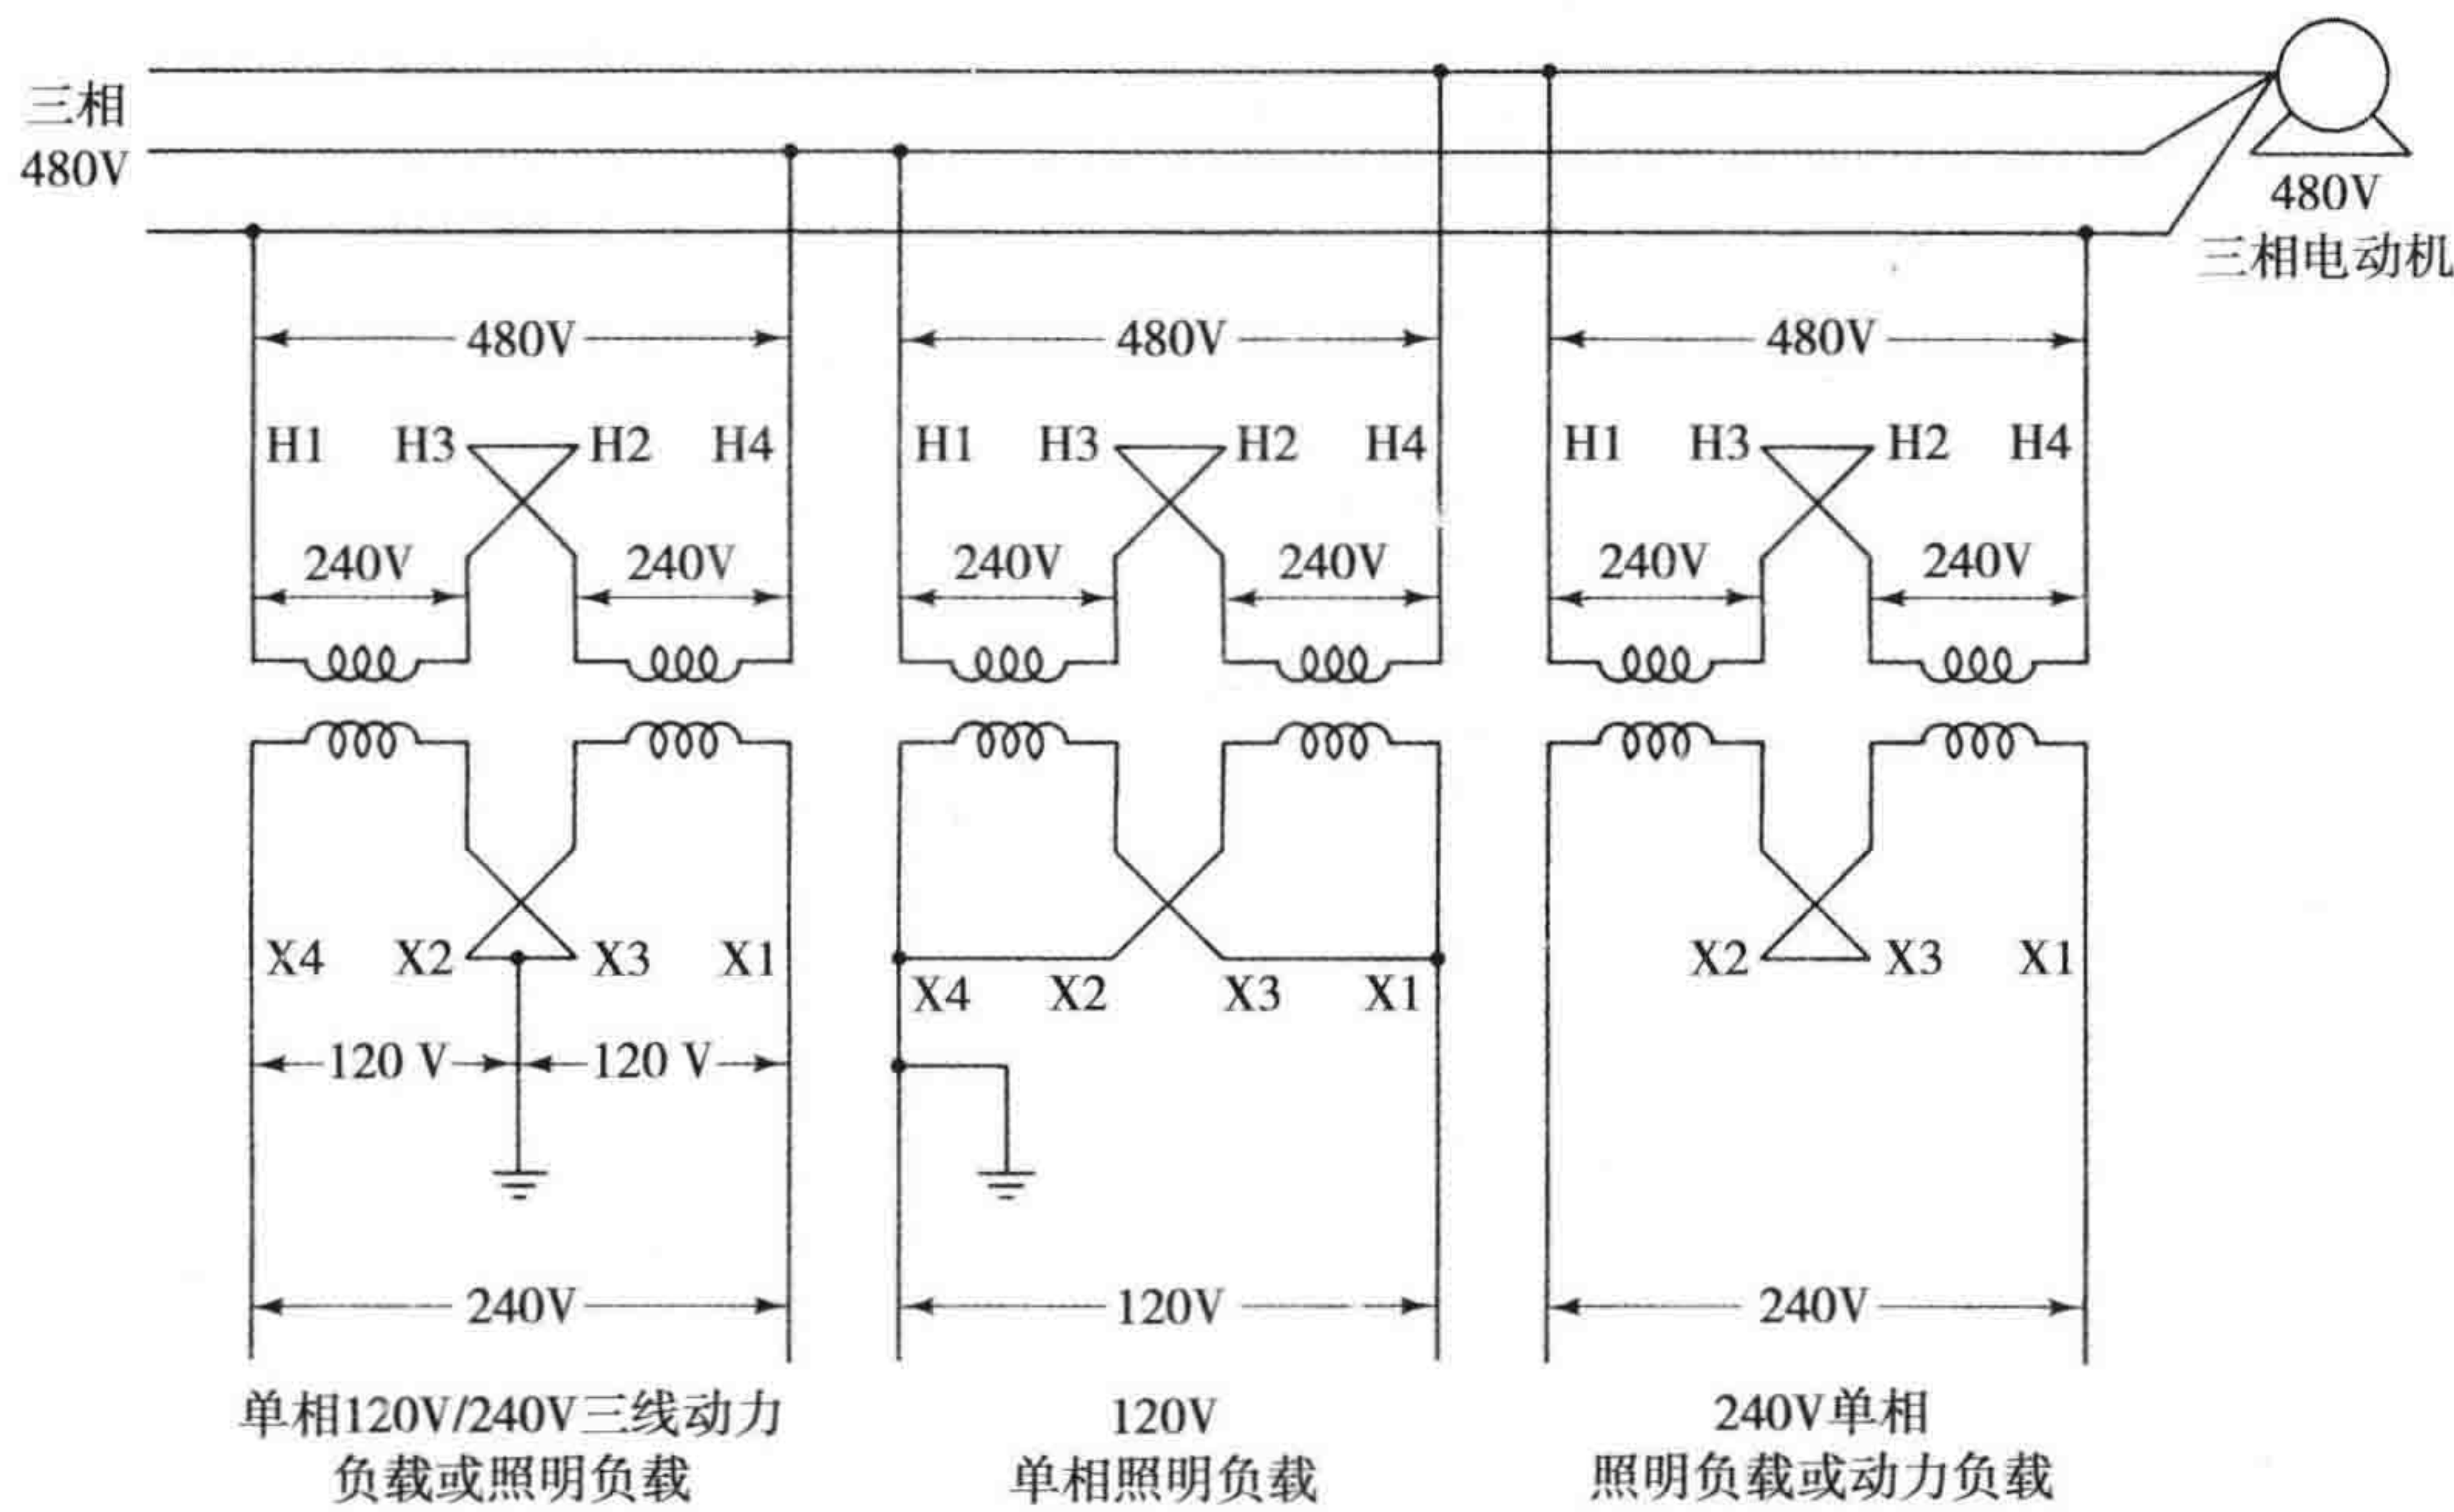 三相
480V
480V
三相电动机
480V 480V 480V
H1 H3 H2 H4 H1 H3 H2 H4 H1 H3 H2 H4
240V 240V 240V 240V 240V 240V
X4 X2 X3 X1 X4 X2 X3 X1 X2 X3 X1
120 V 120 V
240V 120V 240V
单相120V/240V三线动力
负载或照明负载
120V
单相照明负载
240V单相
照明负载或动力负载